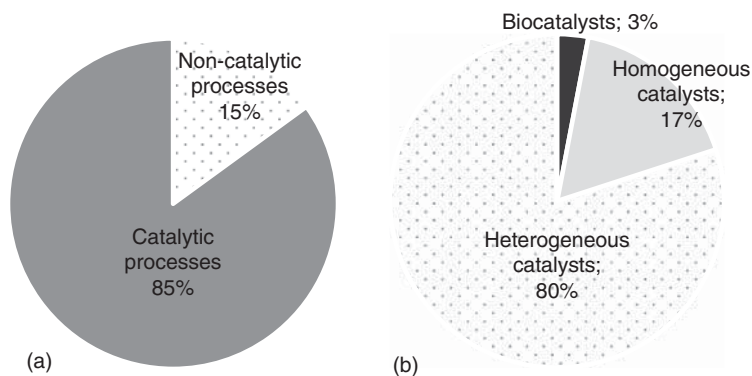 Non-catalytic
processes
15%
Catalytic
processes
85%
(a)
Biocatalysts; 3%
Homogeneous
catalysts;
17%
Heterogeneous
catalysts;
80%
(b)